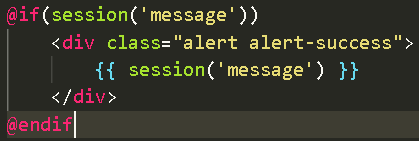 @if(session('message'))
    <div class="alert alert-success">
        {{ session('message') }}
    </div>
@endif